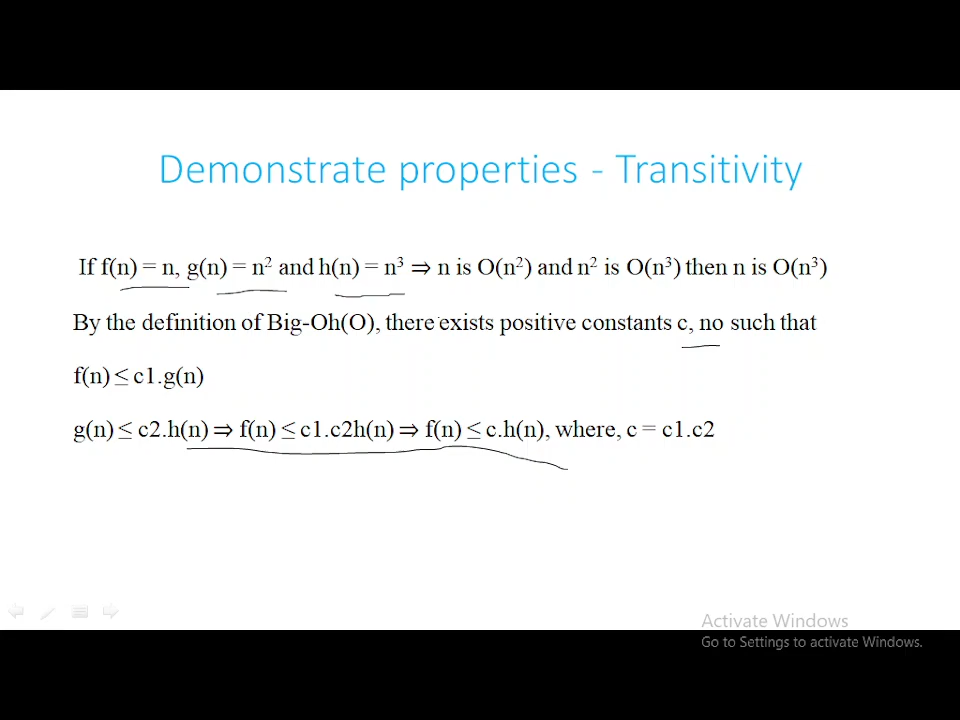 Demonstrate properties - Transitivity
If f(n) = n, g(n) = n² and h(n) = n³ ⇒ n is O(n²) and n² is O(n³) then n is O(n³)
By the definition of Big-Oh(O), there exists positive constants c, no such that
f(n) ≤ c1.g(n)
g(n) ≤ c2.h(n) ⇒ f(n) ≤ c1.c2h(n) ⇒ f(n) ≤ c.h(n), where, c = c1.c2
Activate Windows
Go to Settings to activate Windows.